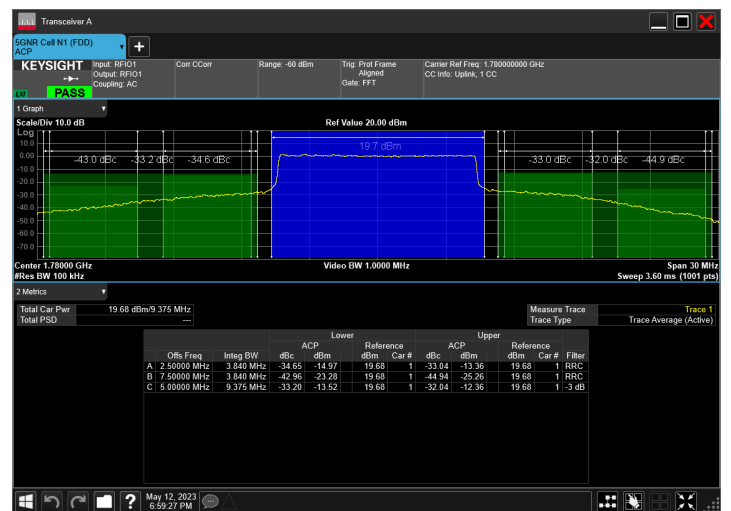 Transceiver A
5GNR Cell N1 (FDD)
ACP
KEYSIGHT
LXI PASS
Input: RFIO1
Output: RFIO1
Coupling: AC
Corr CCorr
Range: -60 dBm
Trig: Prot Frame
Aligned
Gate: FFT
Carrier Ref Freq: 1.780000000 GHz
CC Info: Uplink, 1 CC
1 Graph
Scale/Div 10.0 dB
Ref Value 20.00 dBm
Log
10.0
0.00
-10.0
-20.0
-30.0
-40.0
-50.0
-60.0
-70.0
19.7 dBm
-43.0 dBc -33.2 dBc -34.6 dBc -33.0 dBc -32.0 dBc -44.9 dBc
Center 1.78000 GHz Video BW 1.0000 MHz Span 30 MHz
#Res BW 100 kHz Sweep 3.60 ms (1001 pts)
2 Metrics
Total Car Pwr 19.68 dBm/9.375 MHz Measure Trace Trace 1
Total PSD --- Trace Type Trace Average (Active)
Lower Upper
ACP Reference ACP Reference
Offs Freq Integ BW dBc dBm dBm Car # dBc dBm dBm Car # Filter
A 2.50000 MHz 3.840 MHz -34.65 -14.97 19.68 1 -33.04 -13.36 19.68 1 RRC
B 7.50000 MHz 3.840 MHz -42.96 -23.28 19.68 1 -44.94 -25.26 19.68 1 RRC
C 5.00000 MHz 9.375 MHz -33.20 -13.52 19.68 1 -32.04 -12.36 19.68 1 -3 dB
?
May 12, 2023
6:59:27 PM